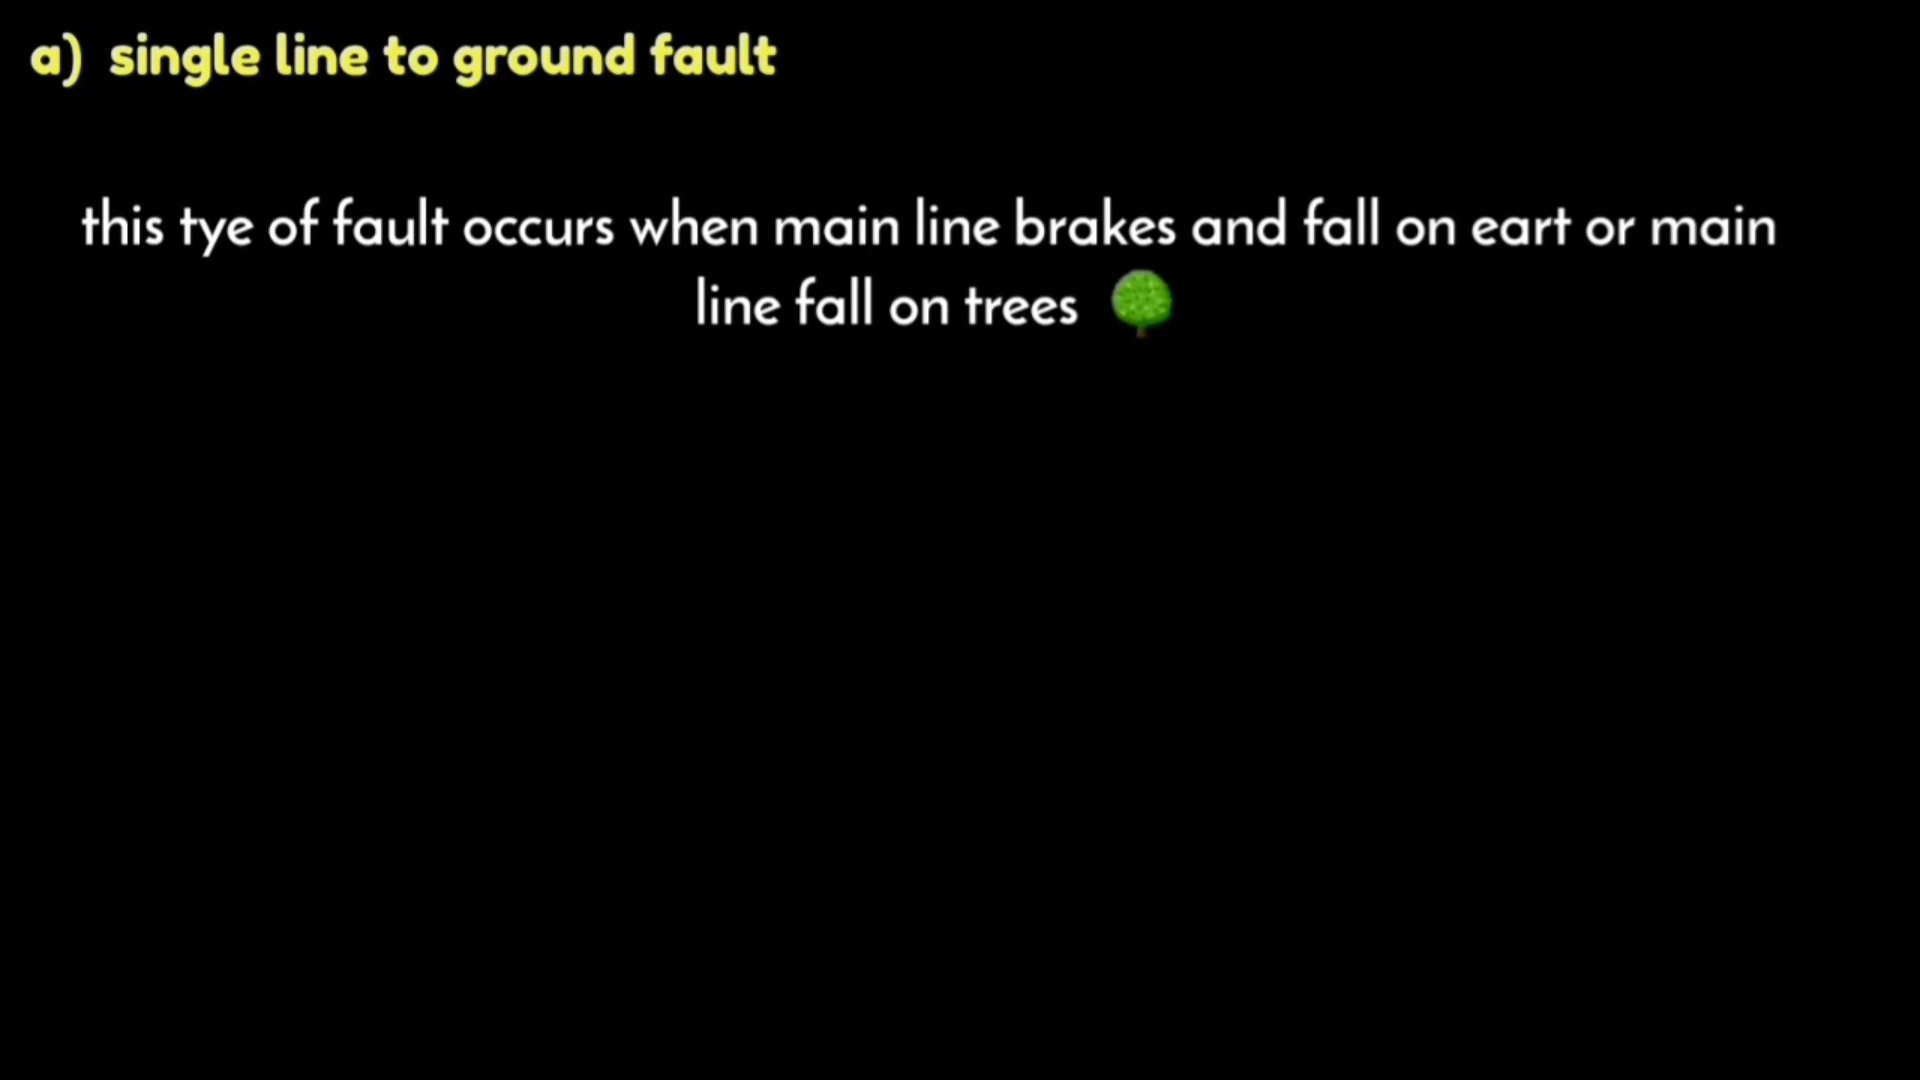 a) single line to ground fault
this tye of fault occurs when main line brakes and fall on eart or main
line fall on trees